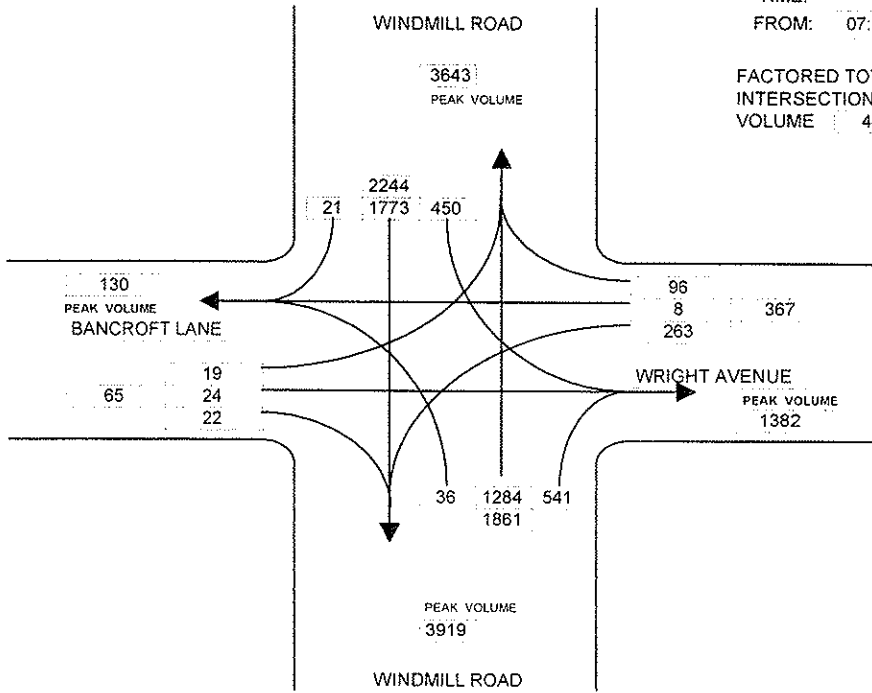 WINDMILL ROAD
FROM: 07:
3643
PEAK VOLUME
FACTORED TO
INTERSECTION
VOLUME 4
2244
21 1773 450
130
PEAK VOLUME
BANCROFT LANE
96
8 367
263
19
65 24
22
WRIGHT AVENUE
PEAK VOLUME
1382
36 1284 541
1861
PEAK VOLUME
3919
WINDMILL ROAD